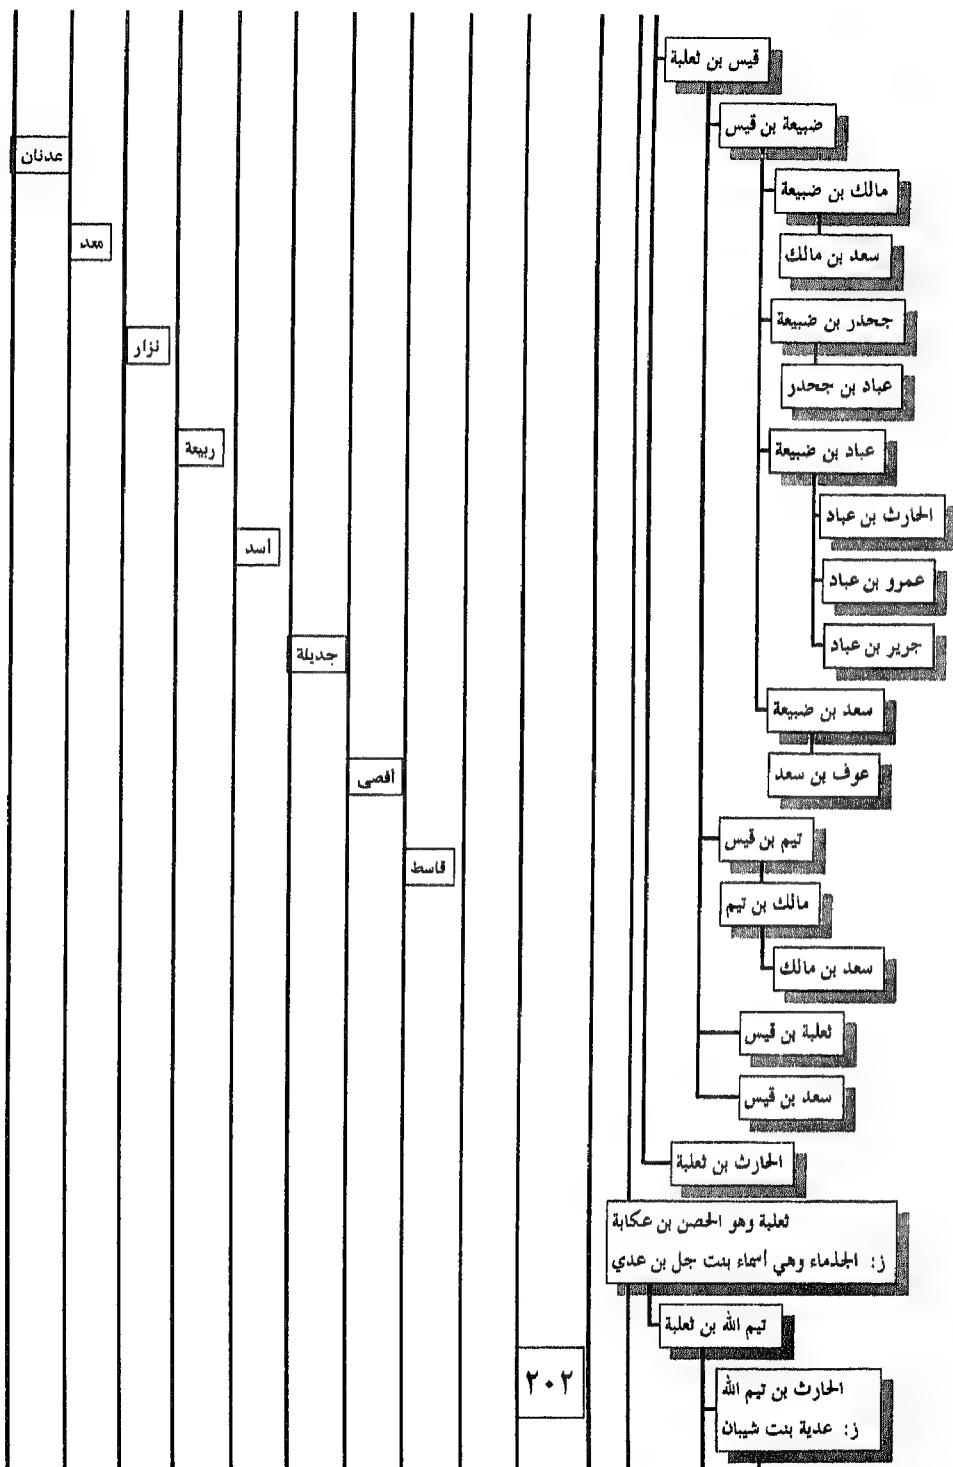 قيس بن ثعلبة
ضبيعة بن قيس
مالك بن ضبيعة
سعد بن مالك
جحدر بن ضبيعة
عباد بن جحدر
عباد بن ضبيعة
الحارث بن عباد
عمرو بن عباد
جرير بن عباد
سعد بن ضبيعة
عوف بن سعد
تيم بن قيس
مالك بن تيم
سعد بن مالك
ثعلبة بن قيس
سعد بن قيس
الحارث بن ثعلبة
ثعلبة وهو الحصن بن عكابة
ز: الجذماء وهي أسماء بنت جل بن عدي
تيم الله بن ثعلبة
الحارث بن تيم الله
ز: عدية بنت شيبان
عدنان
معد
نزار
ربيعة
أسد
جديلة
أفصى
قاسط
٢٠٢